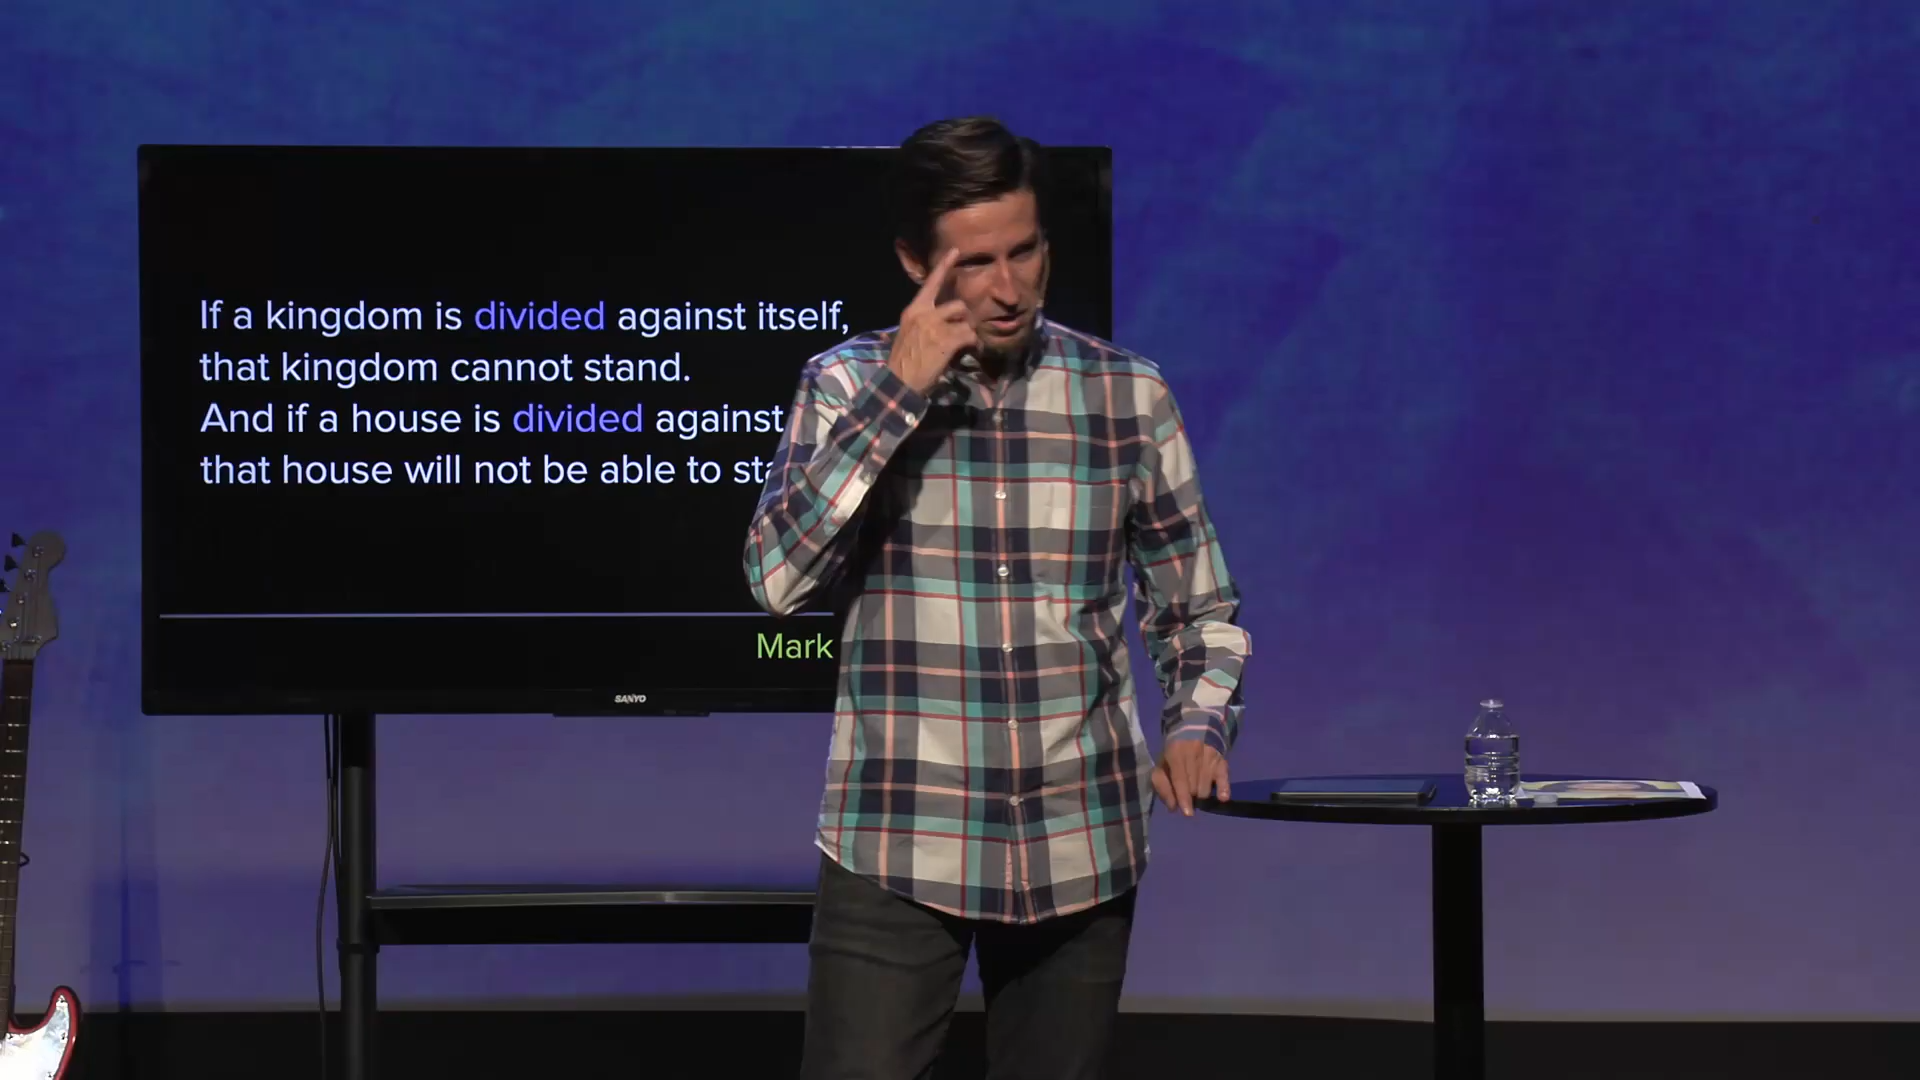 If a kingdom is divided against itself,
that kingdom cannot stand.
And if a house is divided against
that house will not be able to
Mark
SANYO